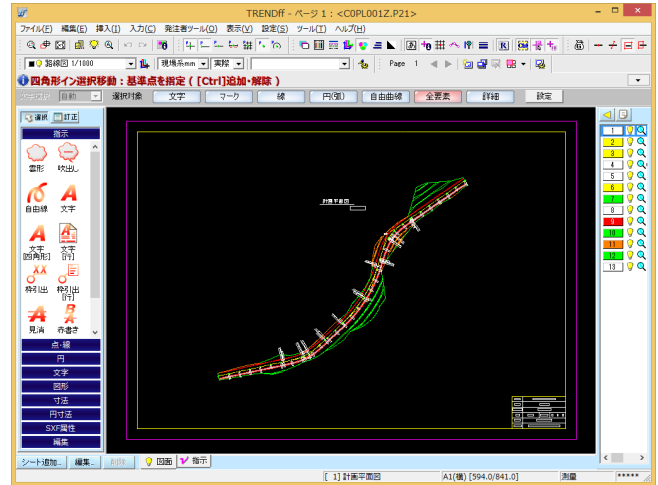 TRENDff - ページ 1 : <C0PL001Z.P21>
ファイル(F) 編集(E) 挿入(I) 入力(C) 発注者ツール(O) 表示(V) 設定(S) ツール(T) ヘルプ(H)
路線図 1/1000 現場系mm 実際 Page 1
四角形イン選択移動：基準点を指定 ( [Ctrl]追加・解除 )
文字選択 自動 選択対象 文字 マーク 線 円(弧) 自由曲線 全要素 詳細 設定
選択 訂正
指示
雲形 吹出し
自由線 文字
文字[四角形] 文字[行]
枠引出 枠引出[行]
見消 赤書き
点・線
円
文字
図形
寸法
円寸法
SXF属性
編集
計画平面図
1
2
3
4
5
6
7
8
9
10
11
12
13
シート追加... 編集... 削除 図面 指示
[ 1] 計画平面図 A1(横) [594.0/841.0] 測量 *****